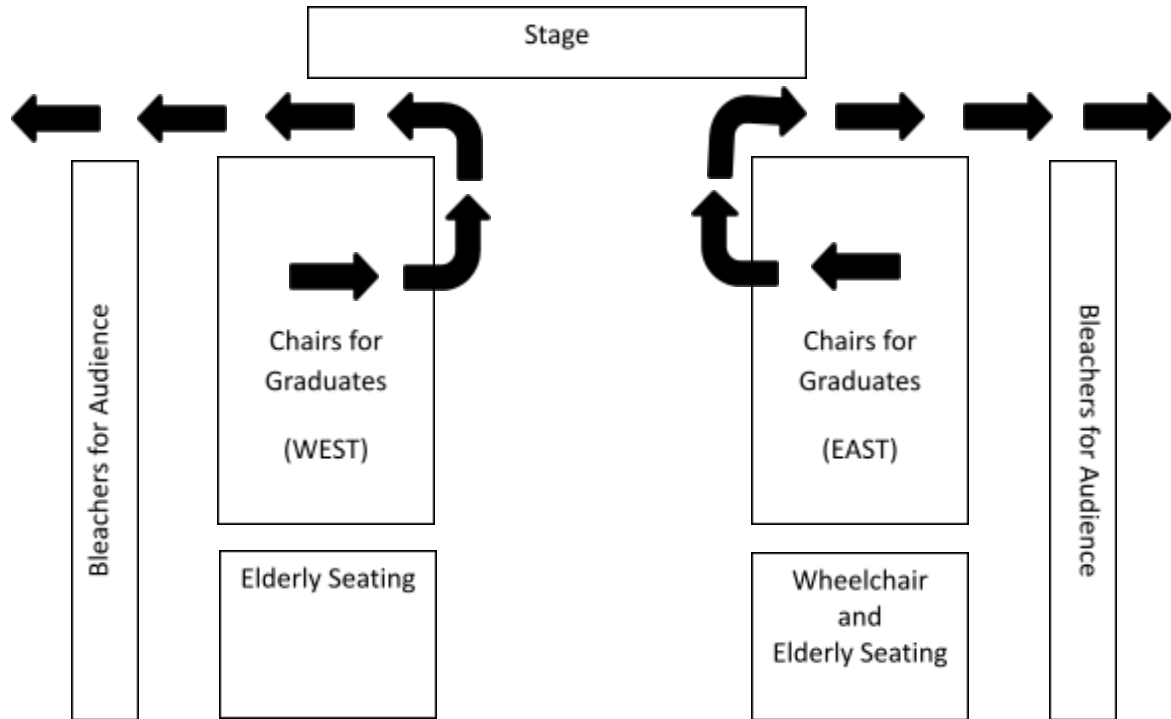 Stage
Bleachers for Audience
Chairs for
Graduates
(WEST)
Chairs for
Graduates
(EAST)
Bleachers for Audience
Elderly Seating
Wheelchair
and
Elderly Seating